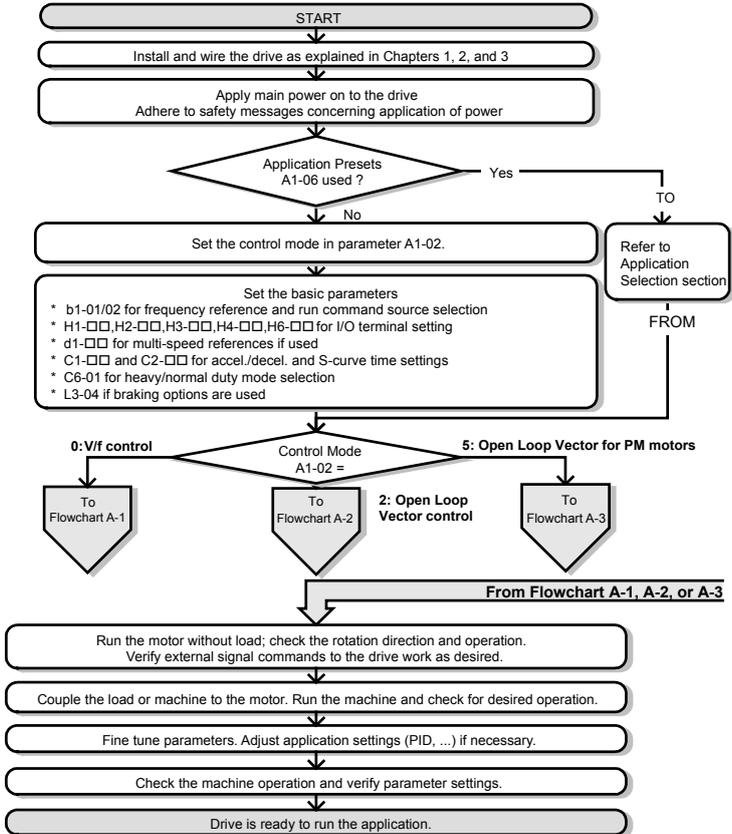 START
Install and wire the drive as explained in Chapters 1, 2, and 3
Apply main power on to the drive
Adhere to safety messages concerning application of power
Application Presets
A1-06 used ?
Yes
TO
No
Set the control mode in parameter A1-02.
Refer to
Application
Selection section
FROM
Set the basic parameters
* b1-01/02 for frequency reference and run command source selection
* H1-□□,H2-□□,H3-□□,H4-□□,H6-□□ for I/O terminal setting
* d1-□□ for multi-speed references if used
* C1-□□ and C2-□□ for accel./decel. and S-curve time settings
* C6-01 for heavy/normal duty mode selection
* L3-04 if braking options are used
0:V/f control
Control Mode
A1-02 =
5: Open Loop Vector for PM motors
To
Flowchart A-1
To
Flowchart A-2
2: Open Loop
Vector control
To
Flowchart A-3
From Flowchart A-1, A-2, or A-3
Run the motor without load; check the rotation direction and operation.
Verify external signal commands to the drive work as desired.
Couple the load or machine to the motor. Run the machine and check for desired operation.
Fine tune parameters. Adjust application settings (PID, ...) if necessary.
Check the machine operation and verify parameter settings.
Drive is ready to run the application.